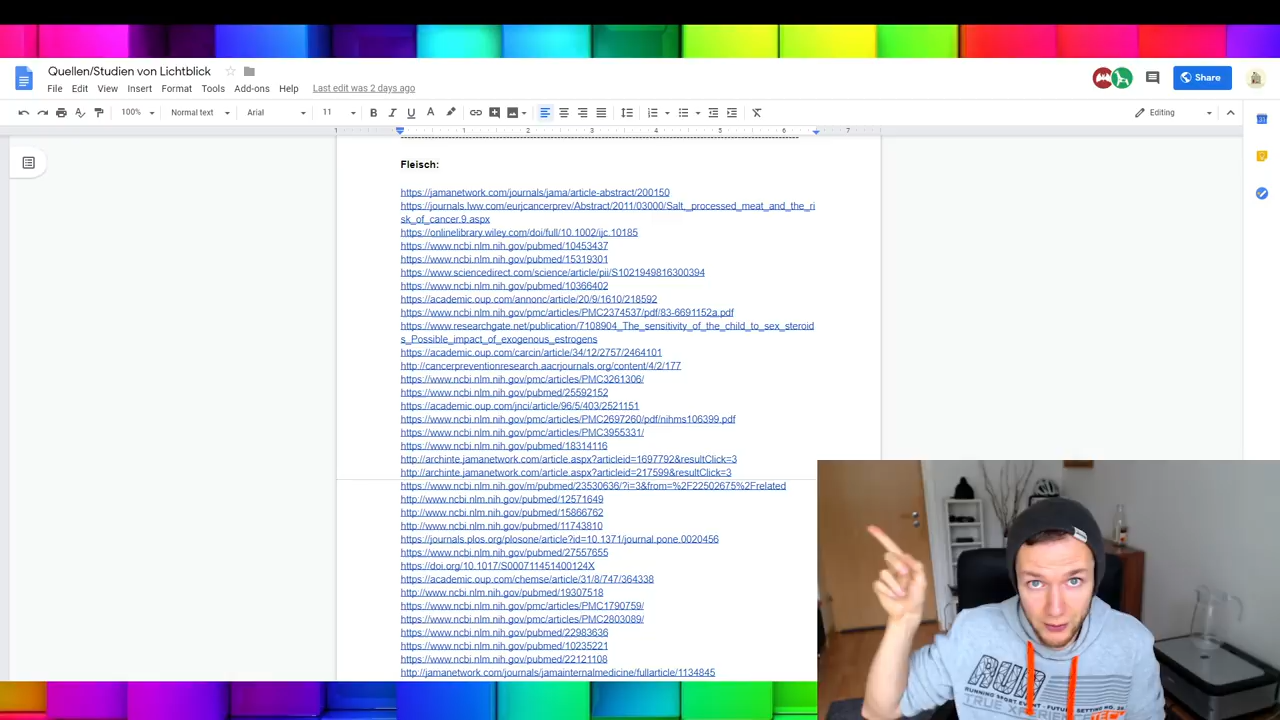 Quellen/Studien von Lichtblick
File Edit View Insert Format Tools Add-ons Help Last edit was 2 days ago
Share
100% Normal text Arial 11 Editing
1 1 2 3 4 5 6 7
Fleisch:
https://jamanetwork.com/journals/jama/article-abstract/200150
https://journals.lww.com/eurjcancerprev/Abstract/2011/03000/Salt,_processed_meat_and_the_ri
sk_of_cancer.9.aspx
https://onlinelibrary.wiley.com/doi/full/10.1002/ijc.10185
https://www.ncbi.nlm.nih.gov/pubmed/10453437
https://www.ncbi.nlm.nih.gov/pubmed/15319301
https://www.sciencedirect.com/science/article/pii/S1021949816300394
https://www.ncbi.nlm.nih.gov/pubmed/10366402
https://academic.oup.com/annonc/article/20/9/1610/218592
https://www.ncbi.nlm.nih.gov/pmc/articles/PMC2374537/pdf/83-6691152a.pdf
https://www.researchgate.net/publication/7108904_The_sensitivity_of_the_child_to_sex_steroid
s_Possible_impact_of_exogenous_estrogens
https://academic.oup.com/carcin/article/34/12/2757/2464101
http://cancerpreventionresearch.aacrjournals.org/content/4/2/177
https://www.ncbi.nlm.nih.gov/pmc/articles/PMC3261306/
https://www.ncbi.nlm.nih.gov/pubmed/25592152
https://academic.oup.com/jnci/article/96/5/403/2521151
https://www.ncbi.nlm.nih.gov/pmc/articles/PMC2697260/pdf/nihms106399.pdf
https://www.ncbi.nlm.nih.gov/pmc/articles/PMC3955331/
https://www.ncbi.nlm.nih.gov/pubmed/18314116
http://archinte.jamanetwork.com/article.aspx?articleid=1697792&resultClick=3
http://archinte.jamanetwork.com/article.aspx?articleid=217599&resultClick=3
https://www.ncbi.nlm.nih.gov/m/pubmed/23530636/?i=3&from=%2F22502675%2Frelated
http://www.ncbi.nlm.nih.gov/pubmed/12571649
http://www.ncbi.nlm.nih.gov/pubmed/15866762
http://www.ncbi.nlm.nih.gov/pubmed/11743810
https://journals.plos.org/plosone/article?id=10.1371/journal.pone.0020456
https://www.ncbi.nlm.nih.gov/pubmed/27557655
https://doi.org/10.1017/S000711451400124X
https://academic.oup.com/chemse/article/31/8/747/364338
http://www.ncbi.nlm.nih.gov/pubmed/19307518
https://www.ncbi.nlm.nih.gov/pmc/articles/PMC1790759/
https://www.ncbi.nlm.nih.gov/pmc/articles/PMC2803089/
https://www.ncbi.nlm.nih.gov/pubmed/22983636
https://www.ncbi.nlm.nih.gov/pubmed/10235221
https://www.ncbi.nlm.nih.gov/pubmed/22121108
http://jamanetwork.com/journals/jamainternalmedicine/fullarticle/1134845
RUN
RUNNING SPORT EVENT - FUTURE
TRUE